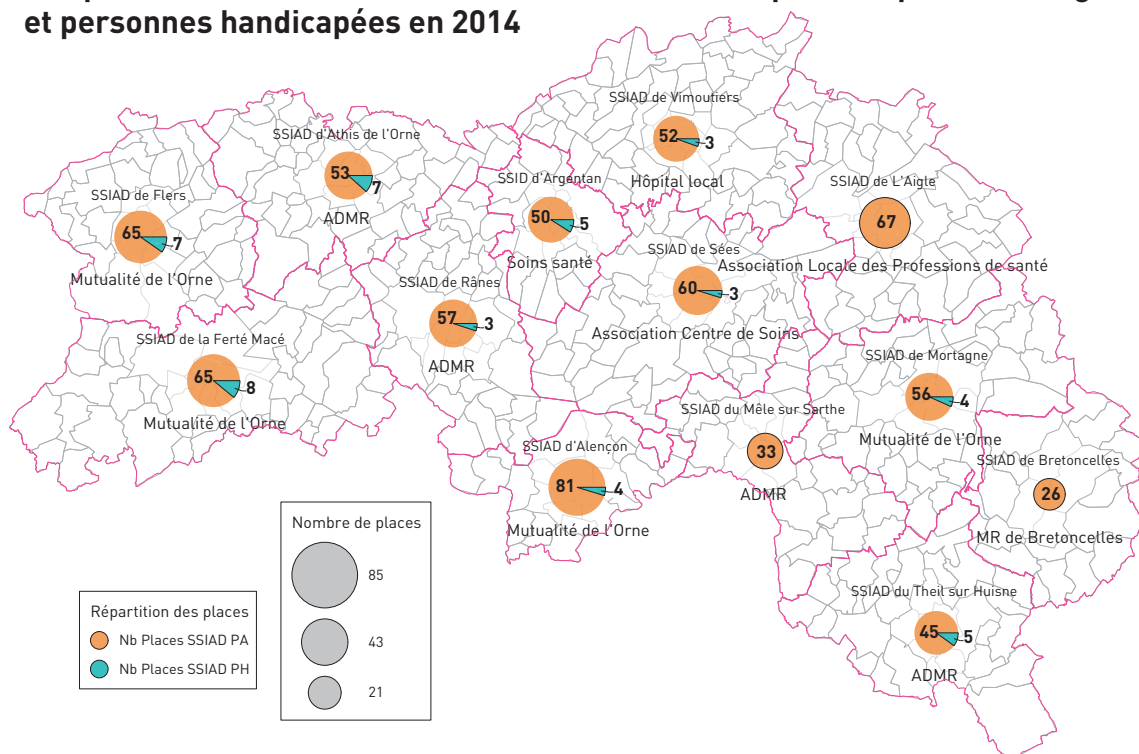 et personnes handicapées en 2014
SSIAD de Vimoutiers
52
3
Hôpital local
SSIAD d'Athis de l'Orne
53
7
ADMR
SSID d'Argentan
50
5
Soins santé
SSIAD de L'Aigle
67
Association Locale des Professions de santé
SSIAD de Flers
65
7
Mutualité de l'Orne
SSIAD de Sées
60
3
Association Centre de Soins
SSIAD de Rânes
57
3
ADMR
SSIAD de la Ferté Macé
65
8
Mutualité de l'Orne
SSIAD de Mortagne
56
4
Mutualité de l'Orne
SSIAD du Mêle sur Sarthe
33
ADMR
SSIAD d'Alençon
81
4
Mutualité de l'Orne
SSIAD de Bretoncelles
26
MR de Bretoncelles
SSIAD du Theil sur Huisne
45
5
ADMR
Nombre de places
85
43
21
Répartition des places
Nb Places SSIAD PA
Nb Places SSIAD PH